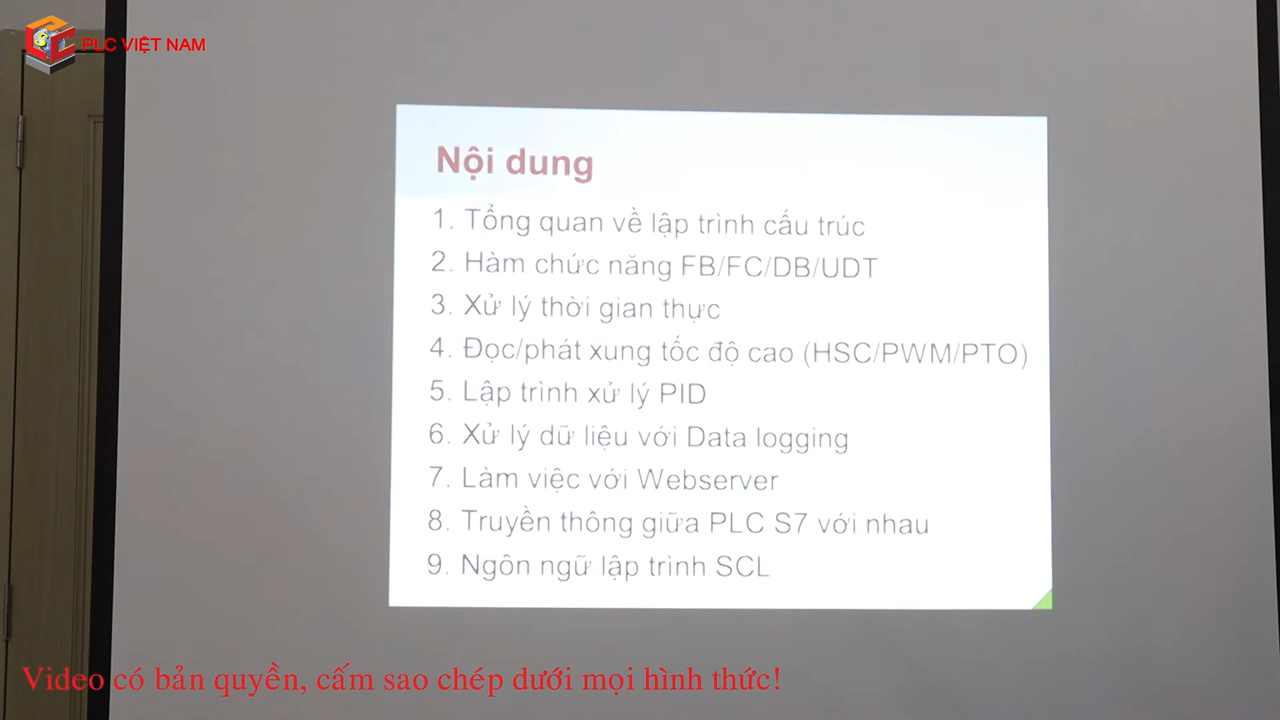 PLC VIỆT NAM
Nội dung
1. Tổng quan về lập trình cấu trúc
2. Hàm chức năng FB/FC/DB/UDT
3. Xử lý thời gian thực
4. Đọc/phát xung tốc độ cao (HSC/PWM/PTO)
5. Lập trình xử lý PID
6. Xử lý dữ liệu với Data logging
7. Làm việc với Webserver
8. Truyền thông giữa PLC S7 với nhau
9. Ngôn ngữ lập trình SCL
Video có bản quyền, cấm sao chép dưới mọi hình thức!